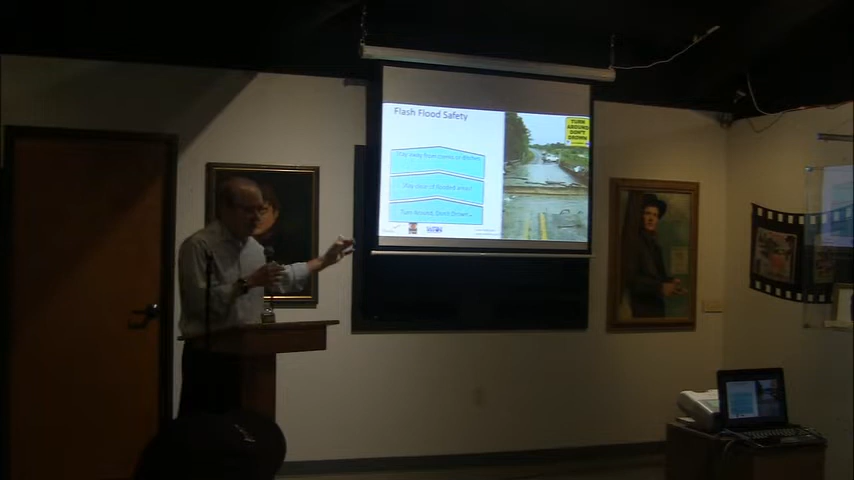 Flash Flood Safety
TURN
AROUND
DON'T
DROWN
Stay away from creeks or ditches
Stay clear of flooded areas!
Turn Around, Don't Drown...